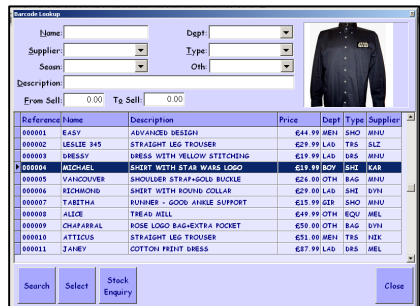 Barcode Lookup
Name: Dept:
Supplier: Type:
Seasn: Oth:
Description:
From Sell: 0.00 To Sell: 0.00
Reference Name Description Price Dept Type Supplier
000001 EASY ADVANCED DESIGN €44.99 MEN SHO MNU
000002 LESLIE 345 STRAIGHT LEG TROUSER €29.99 LAD TRS SLZ
000003 DRESSY DRESS WITH YELLOW STITCHING €19.99 LAD DRS MNU
000004 MICHAEL SHIRT WITH STAR WARS LOGO €19.99 BOY SHI KAR
000005 VANCOUVER SHOULDER STRAP+GOLD BUCKLE €26.00 OTH BAG MNU
000006 RICHMOND SHIRT WITH ROUND COLLAR €29.00 LAD SHI DYN
000007 TABITHA RUNNER - GOOD ANKLE SUPPORT €15.99 GIR SHO MNU
000008 ALICE TREAD MILL €49.99 OTH EQU MEL
000009 CHAPARRAL ROSE LOGO BAG+EXTRA POCKET €50.00 OTH BAG DYN
000010 ATTICUS STRAIGHT LEG TROUSER €51.00 MEN TRS NIK
000011 JANEY COTTON PRINT DRESS €87.99 LAD DRS MEL
Search Select Stock Enquiry Close